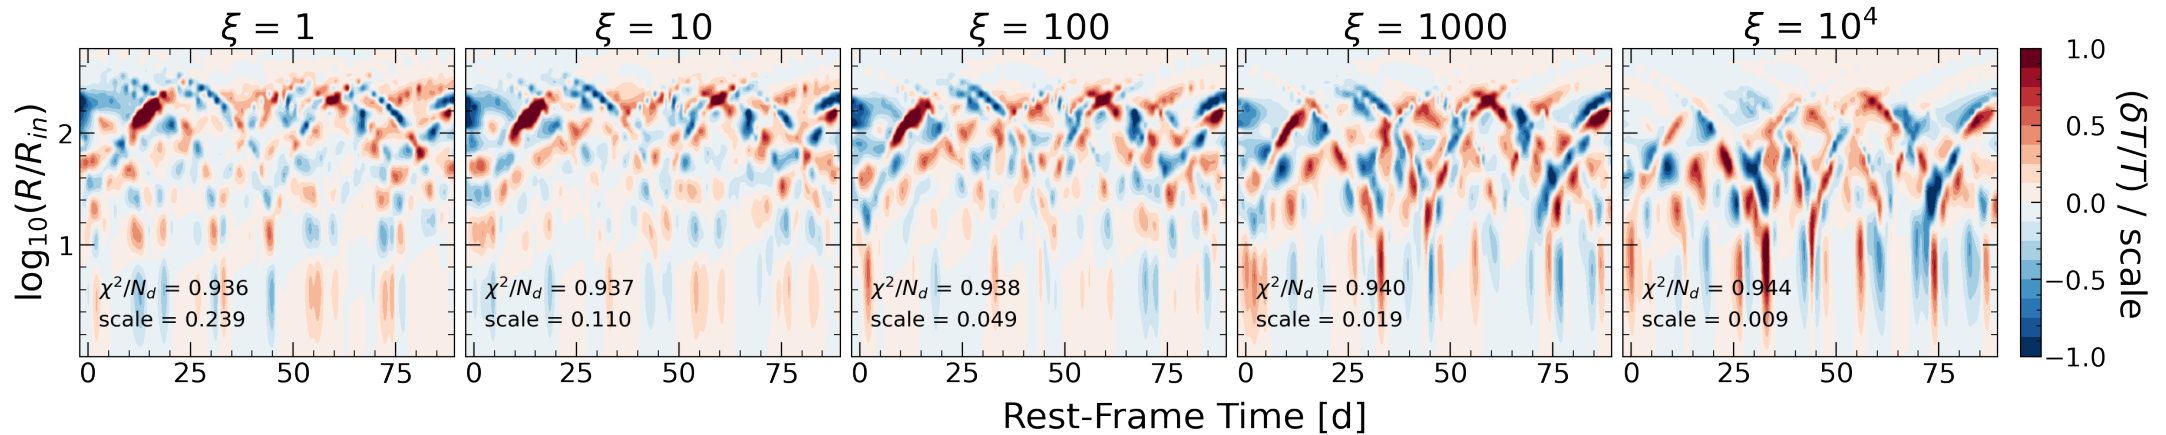 ξ = 1
ξ = 10
ξ = 100
ξ = 1000
ξ = 10⁴
log₁₀(R/R_in)
2
1
χ²/N_d = 0.936
scale = 0.239
χ²/N_d = 0.937
scale = 0.110
χ²/N_d = 0.938
scale = 0.049
χ²/N_d = 0.940
scale = 0.019
χ²/N_d = 0.944
scale = 0.009
0 25 50 75
0 25 50 75
0 25 50 75
0 25 50 75
0 25 50 75
Rest-Frame Time [d]
1.0
0.5
0.0
−0.5
−1.0
(δT/T) / scale